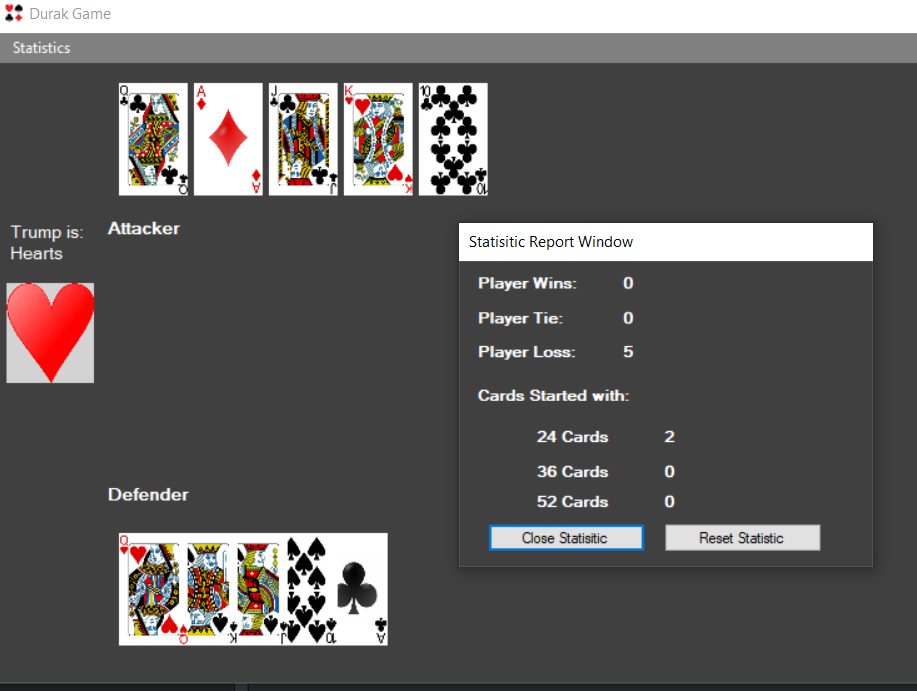 Durak Game
Statistics
Q A J K 10
Q A J K 10
Trump is:
Hearts
Attacker
Statisitic Report Window
Player Wins: 0
Player Tie: 0
Player Loss: 5
Cards Started with:
24 Cards 2
36 Cards 0
52 Cards 0
Close Statisitic Reset Statistic
Defender
Q
Q K J 10 A